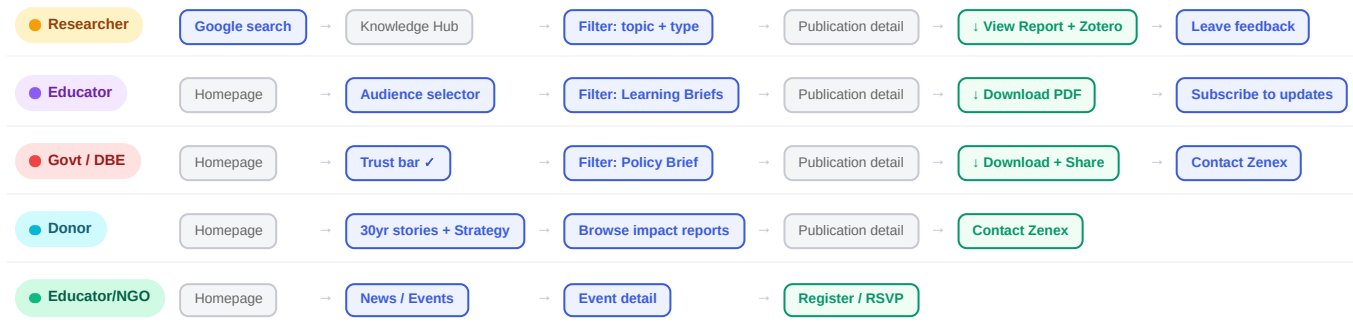 Researcher Google search → Knowledge Hub → Filter: topic + type → Publication detail → ↓ View Report + Zotero → Leave feedback
Educator Homepage → Audience selector → Filter: Learning Briefs → Publication detail → ↓ Download PDF → Subscribe to updates
Govt / DBE Homepage → Trust bar ✓ → Filter: Policy Brief → Publication detail → ↓ Download + Share → Contact Zenex
Donor Homepage → 30yr stories + Strategy → Browse impact reports → Publication detail → Contact Zenex
Educator/NGO Homepage → News / Events → Event detail → Register / RSVP